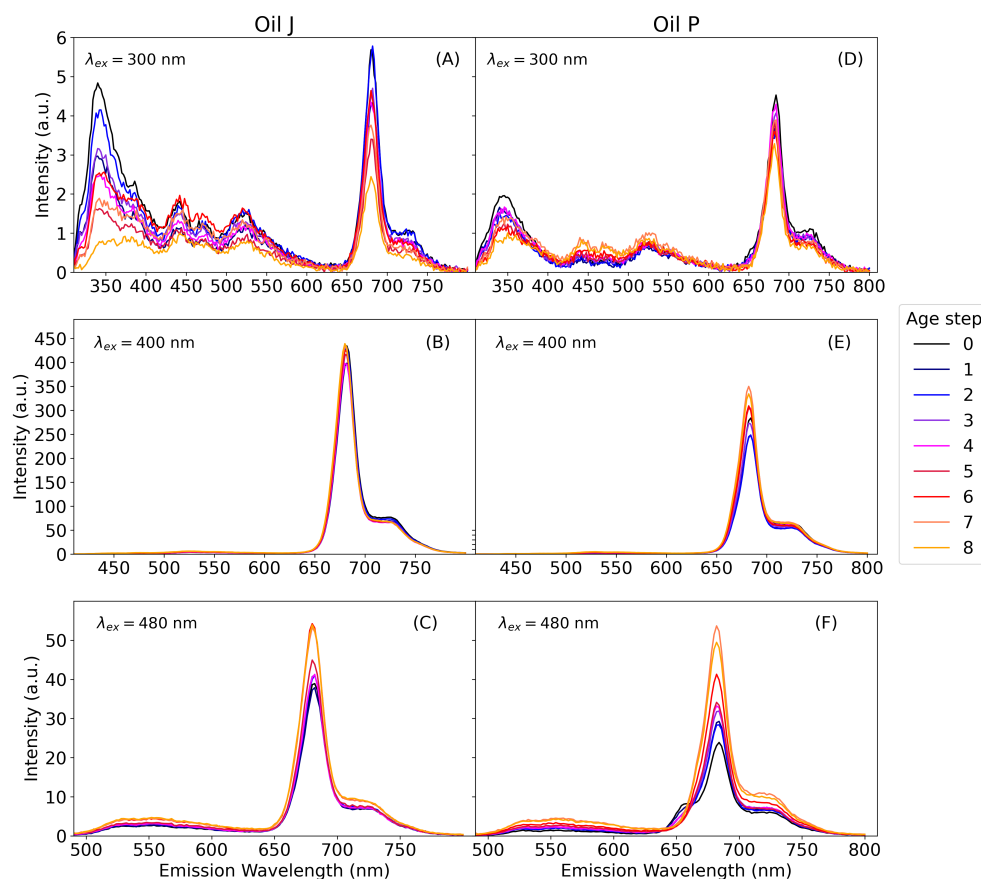 Oil J
Oil P
λex = 300 nm
(A)
λex = 300 nm
(D)
Intensity (a.u.)
6
5
4
3
2
1
0
350 400 450 500 550 600 650 700 750
350 400 450 500 550 600 650 700 750 800
λex = 400 nm
(B)
λex = 400 nm
(E)
Intensity (a.u.)
450
400
350
300
250
200
150
100
50
0
450 500 550 600 650 700 750
450 500 550 600 650 700 750 800
Age step
0
1
2
3
4
5
6
7
8
λex = 480 nm
(C)
λex = 480 nm
(F)
Intensity (a.u.)
50
40
30
20
10
0
500 550 600 650 700 750
500 550 600 650 700 750 800
Emission Wavelength (nm)
Emission Wavelength (nm)